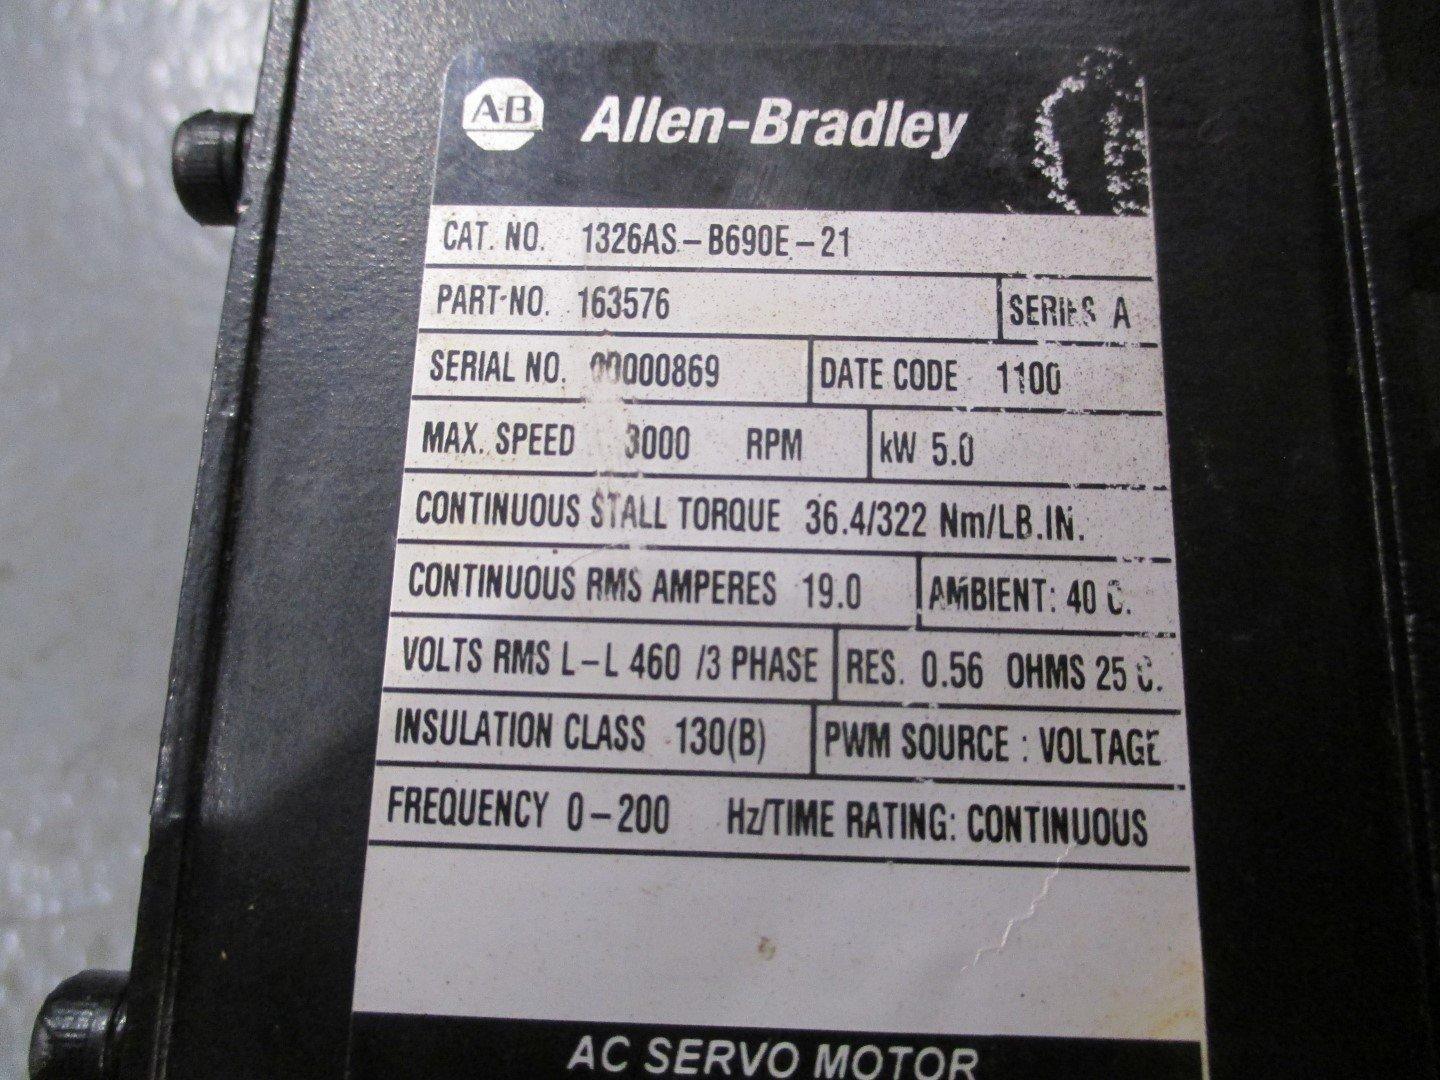 A-B Allen-Bradley
CAT. NO. 1326AS-B690E-21
PART-NO. 163576 SERIES A
SERIAL NO. 00000869 DATE CODE 1100
MAX. SPEED 3000 RPM kW 5.0
CONTINUOUS STALL TORQUE 36.4/322 Nm/LB.IN.
CONTINUOUS RMS AMPERES 19.0 AMBIENT: 40 C.
VOLTS RMS L-L 460 /3 PHASE RES. 0.56 OHMS 25 C.
INSULATION CLASS 130(B) PWM SOURCE : VOLTAGE
FREQUENCY 0-200 Hz/TIME RATING: CONTINUOUS
AC SERVO MOTOR